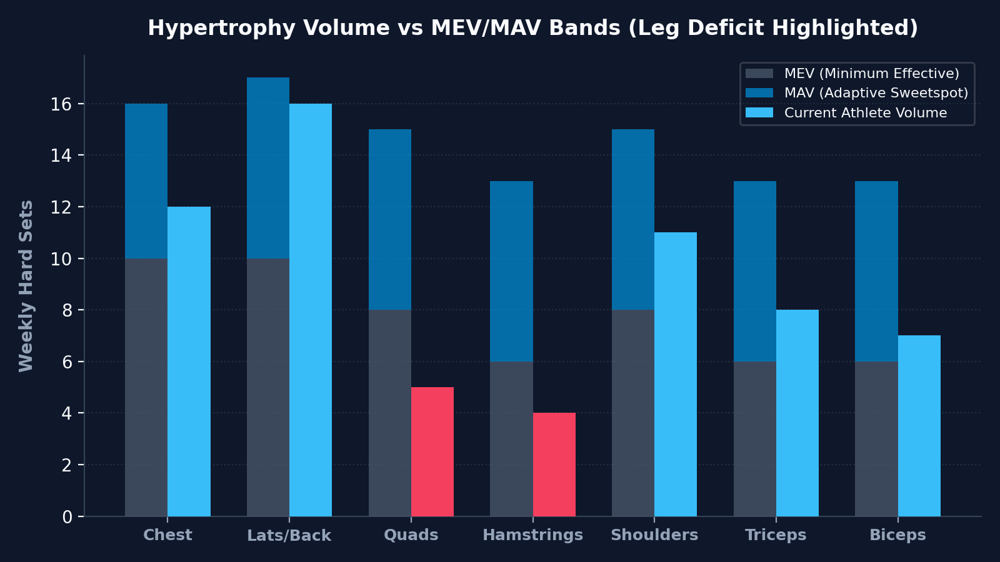 Hypertrophy Volume vs MEV/MAV Bands (Leg Deficit Highlighted)
MEV (Minimum Effective)
MAV (Adaptive Sweetspot)
Current Athlete Volume
Weekly Hard Sets
16
14
12
10
8
6
4
2
0
Chest
Lats/Back
Quads
Hamstrings
Shoulders
Triceps
Biceps